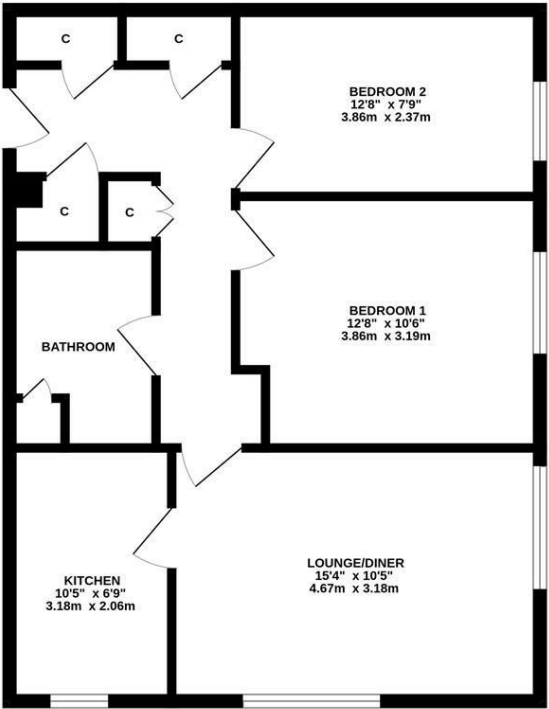 C
C
BEDROOM 2
12'8" x 7'9"
3.86m x 2.37m
C
C
BEDROOM 1
12'8" x 10'6"
3.86m x 3.19m
BATHROOM
LOUNGE/DINER
15'4" x 10'5"
4.67m x 3.18m
KITCHEN
10'5" x 6'9"
3.18m x 2.06m